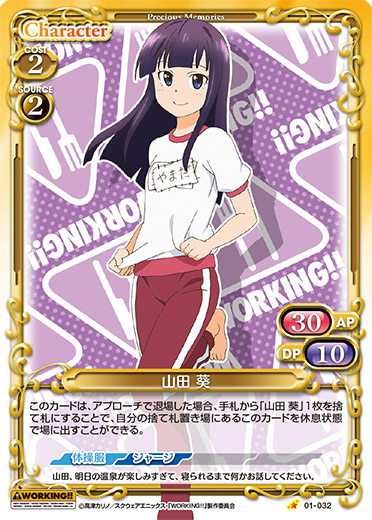 Precious Memories
Character
COST
2
SOURCE
2
WORKING!!
WORKING!!
WORKING!!
やまだ
WORKING!!
30 AP
DP 10
山田 葵
このカードは、アプローチで退場した場合、手札から「山田 葵」1枚を捨
て札にすることで、自分の捨て札置き場にあるこのカードを休息状態
で場に出すことができる。
体操服 ジャージ
山田、明日の温泉が楽しみすぎて、寝られるまで何かお話してください。
WORKING!!
©高津カリノ／スクウェアエニックス・「WORKING!!」製作委員会
01-032